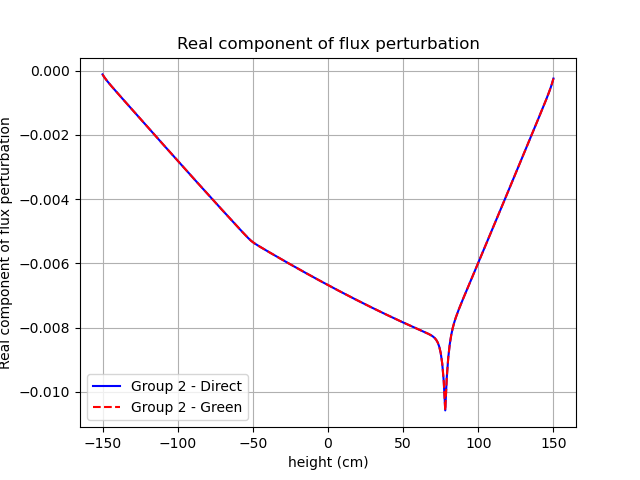 Real component of flux perturbation
Real component of flux perturbation
0.000
−0.002
−0.004
−0.006
−0.008
−0.010
Group 2 - Direct
Group 2 - Green
−150
−100
−50
0
50
100
150
height (cm)